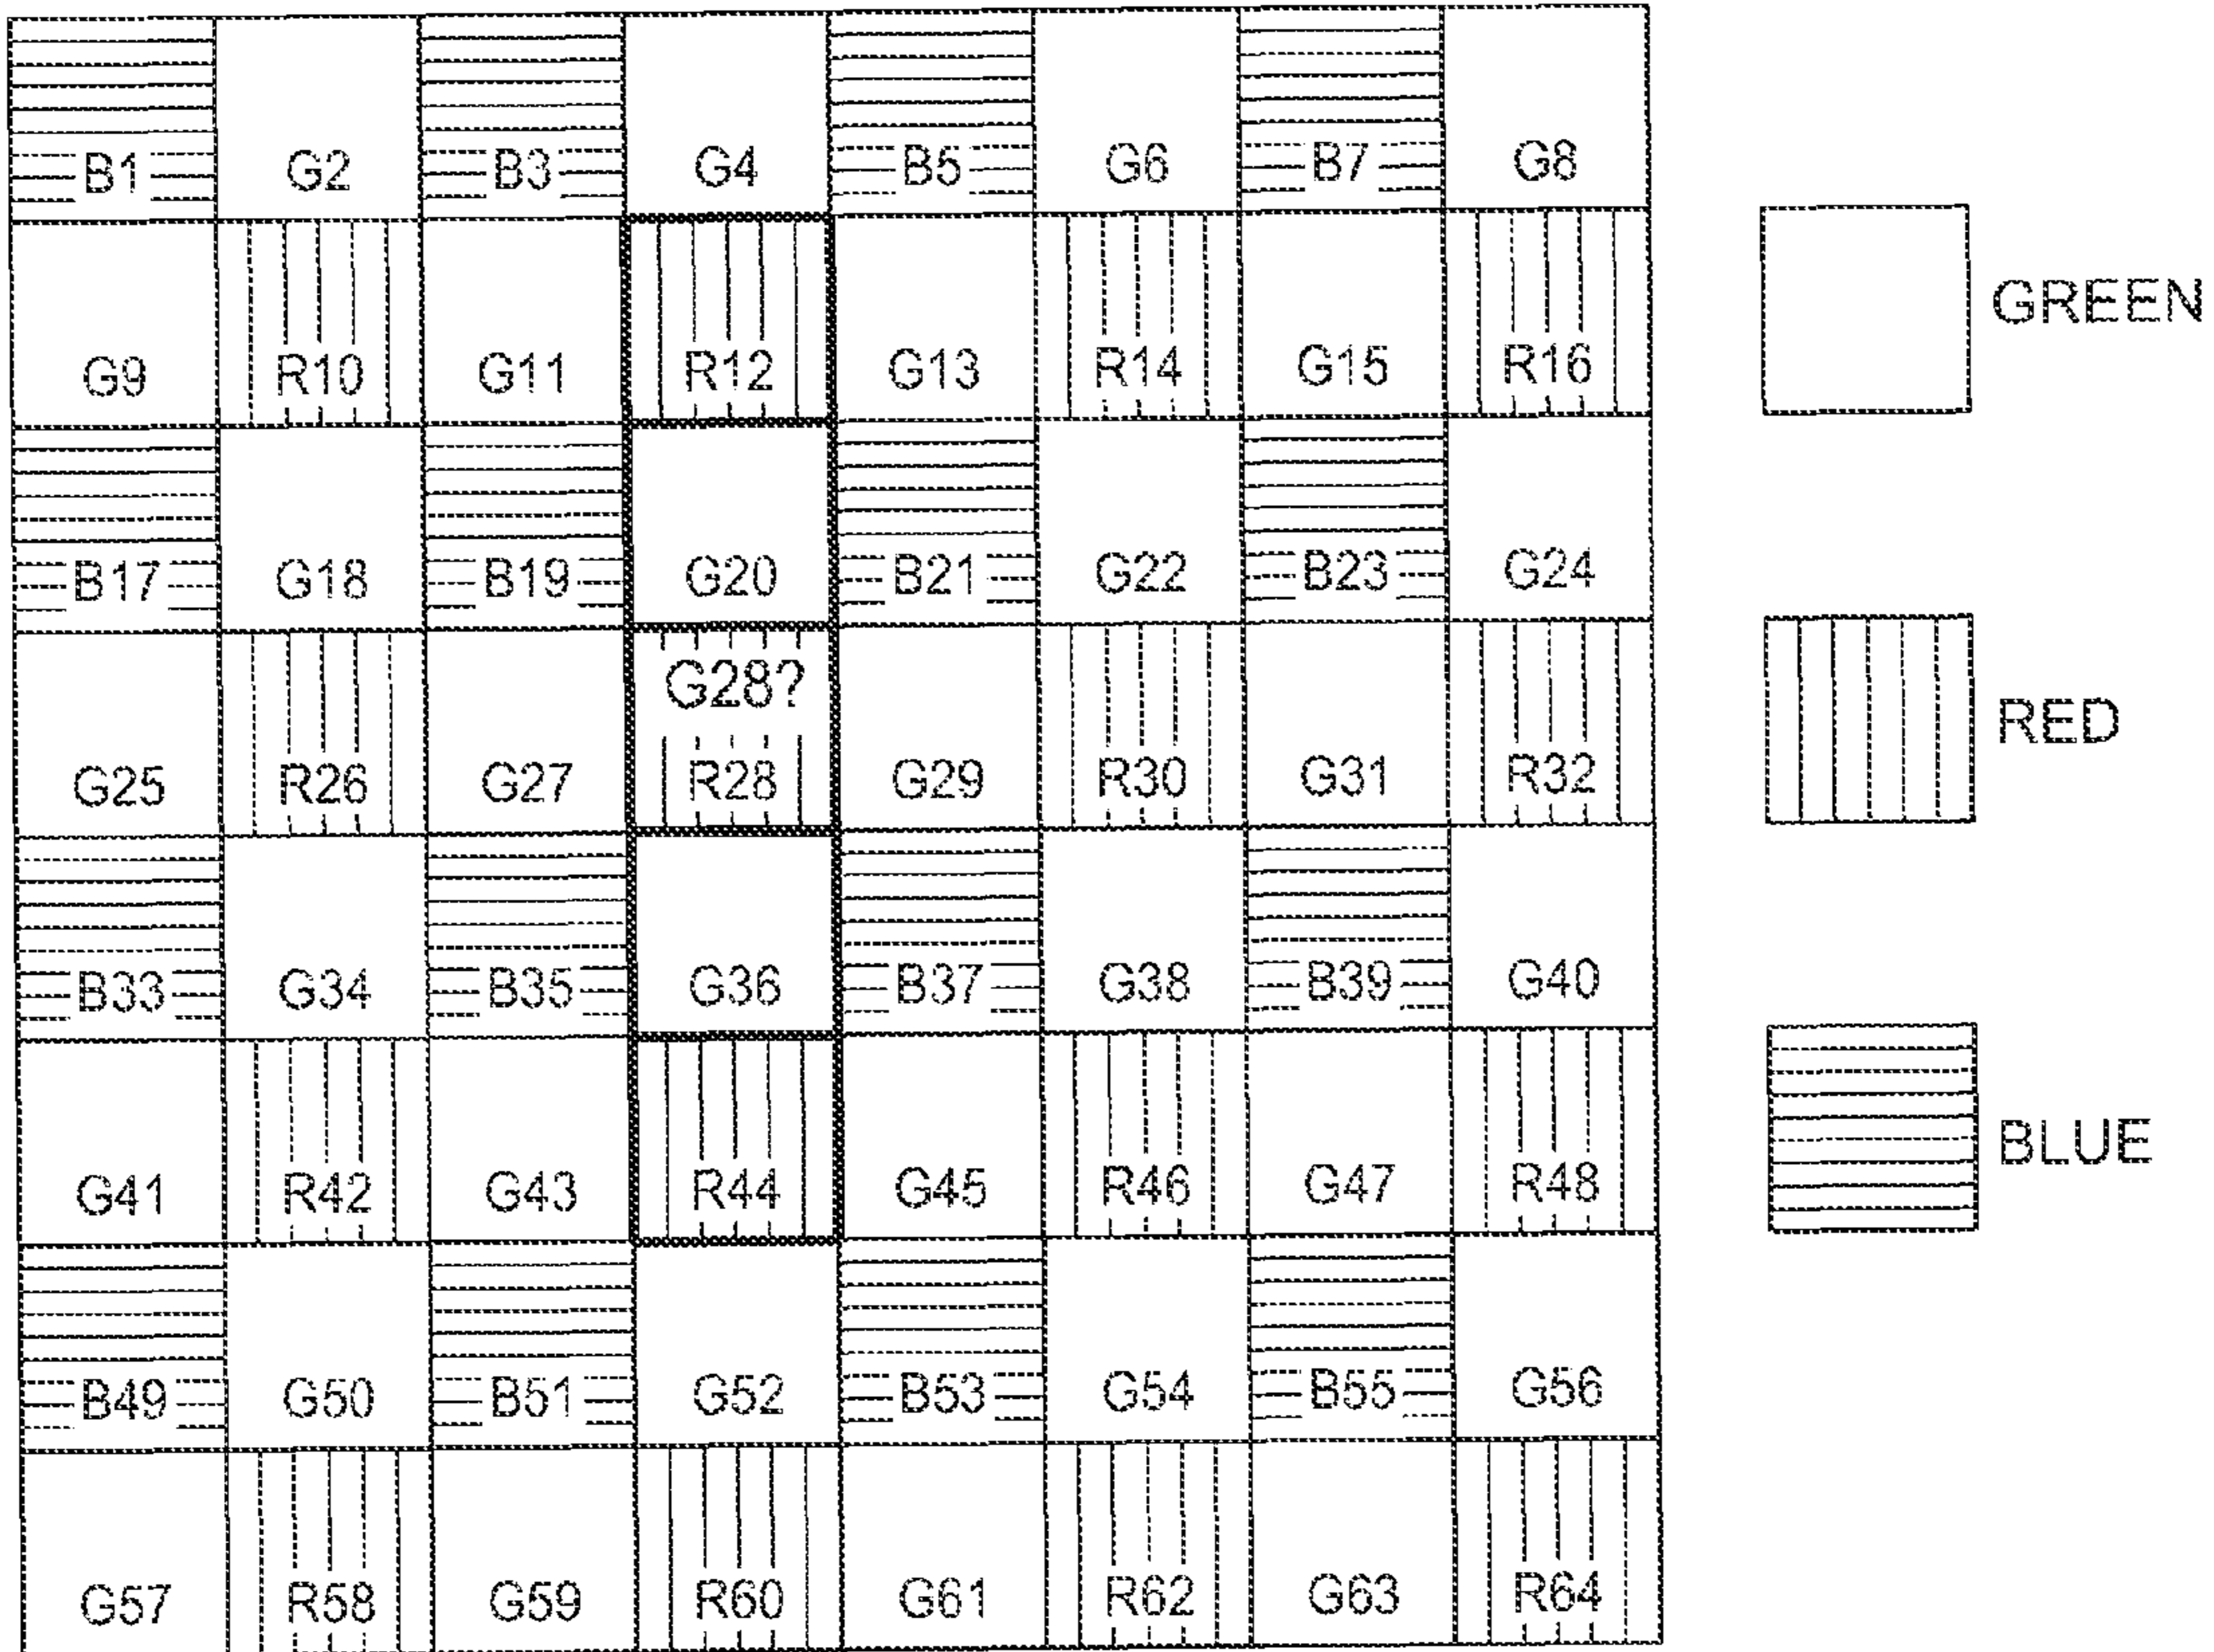 B1 G2 B3 G4 B5 G6 B7 G8
G9 R10 G11 R12 G13 R14 G15 R16
GREEN
B17 G18 B19 G20 B21 G22 B23 G24
G28?
G25 R26 G27 R28 G29 R30 G31 R32
RED
B33 G34 B35 G36 B37 G38 B39 G40
G41 R42 G43 R44 G45 R46 G47 R48
BLUE
B49 G50 B51 G52 B53 G54 B55 G56
G57 R58 G59 R60 G61 R62 G63 R64